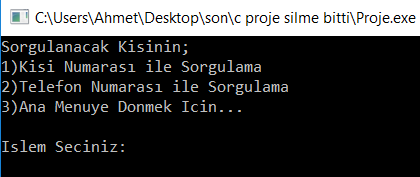 C:\Users\Ahmet\Desktop\son\c proje silme bitti\Proje.exe
Sorgulanacak Kisinin;
1)Kisi Numarası ile Sorgulama
2)Telefon Numarası ile Sorgulama
3)Ana Menuye Donmek Icin...
Islem Seciniz: